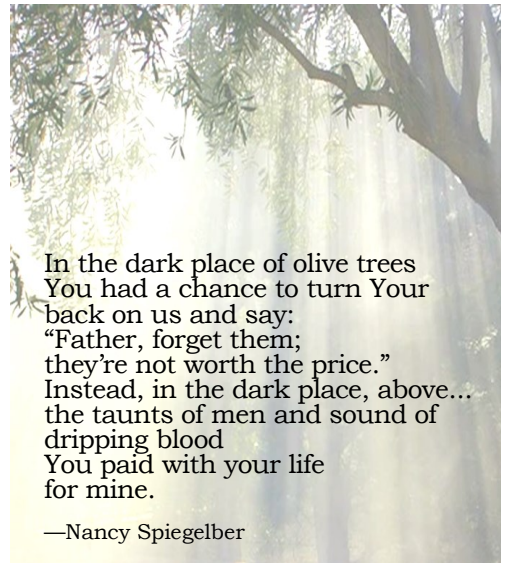 In the dark place of olive trees
You had a chance to turn Your
back on us and say:
“Father, forget them;
they’re not worth the price.”
Instead, in the dark place, above...
the taunts of men and sound of
dripping blood
You paid with your life
for mine.
—Nancy Spiegelber